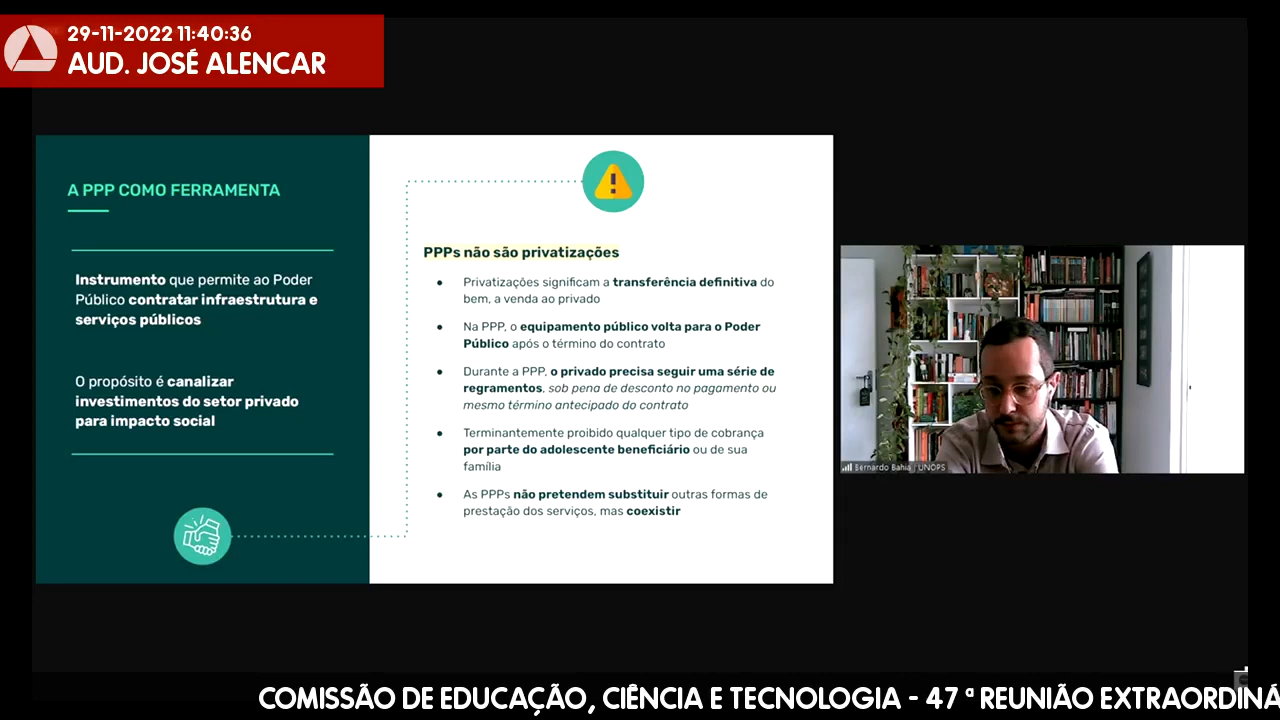 29-11-2022 11:40:36
AUD. JOSÉ ALENCAR
A PPP COMO FERRAMENTA
Instrumento que permite ao Poder
Público contratar infraestrutura e
serviços públicos
O propósito é canalizar
investimentos do setor privado
para impacto social
PPPs não são privatizações
● Privatizações significam a transferência definitiva do
bem, a venda ao privado
● Na PPP, o equipamento público volta para o Poder
Público após o término do contrato
● Durante a PPP, o privado precisa seguir uma série de
regramentos, sob pena de desconto no pagamento ou
mesmo término antecipado do contrato
● Terminantemente proibido qualquer tipo de cobrança
por parte do adolescente beneficiário ou de sua
família
● As PPPs não pretendem substituir outras formas de
prestação dos serviços, mas coexistir
Bernardo Bahia | UNOPS
COMISSÃO DE EDUCAÇÃO, CIÊNCIA E TECNOLOGIA - 47 ª REUNIÃO EXTRAORDINÁ